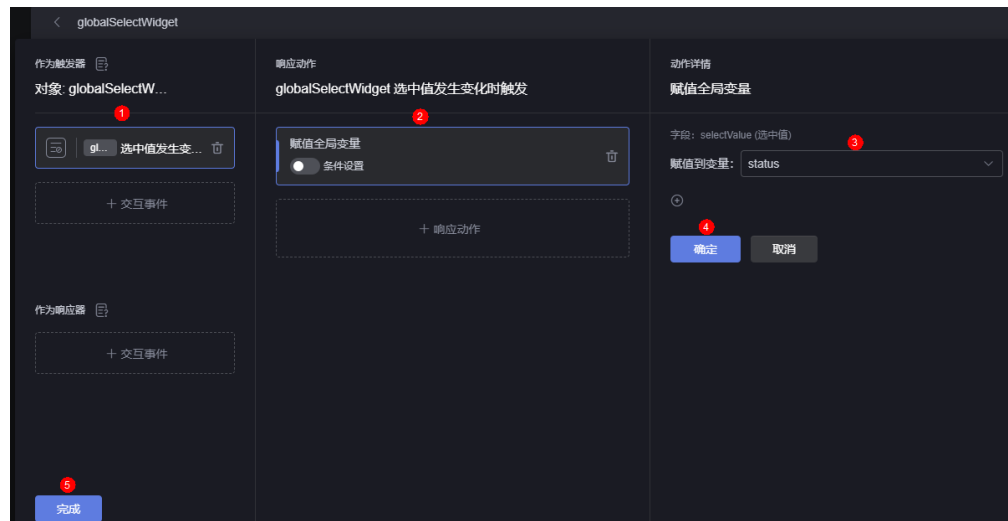 globalSelectWidget
作为触发器
对象: globalSelectW...
1
gl... 选中值发生变...
+ 交互事件
作为响应器
+ 交互事件
5
完成
响应动作
globalSelectWidget 选中值发生变化时触发
2
赋值全局变量
条件设置
+ 响应动作
动作详情
赋值全局变量
字段：selectValue (选中值)
3
赋值到变量： status
4
确定 取消